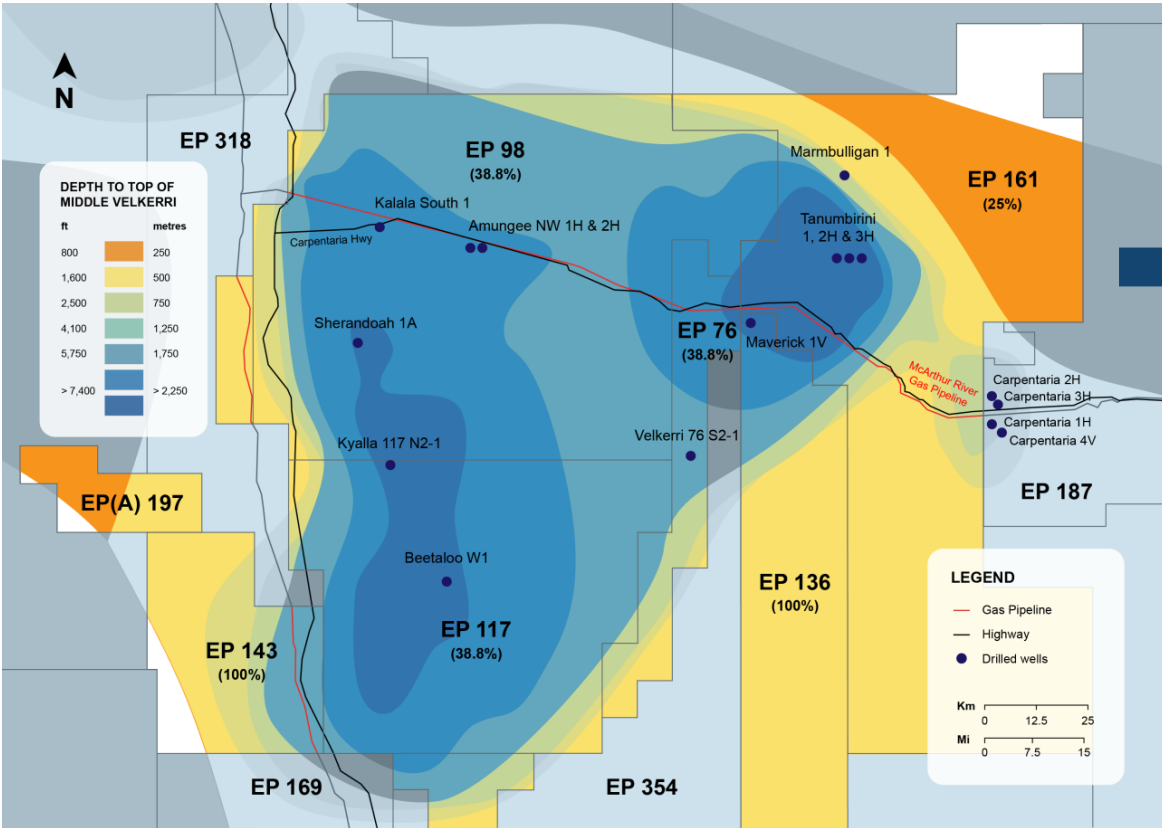 N
EP 318
EP 98
(38.8%)
Marmbulligan 1
EP 161
(25%)
DEPTH TO TOP OF
MIDDLE VELKERRI
ft metres
800 250
1,600 500
2,500 750
4,100 1,250
5,750 1,750
> 7,400 > 2,250
Kalala South 1
Carpentaria Hwy
Amungee NW 1H & 2H
Tanumbirini
1, 2H & 3H
Sherandoah 1A
EP 76
(38.8%)
Maverick 1V
McArthur River
Gas Pipeline
Carpentaria 2H
Carpentaria 3H
Carpentaria 1H
Carpentaria 4V
Kyalla 117 N2-1
Velkerri 76 S2-1
EP 187
EP(A) 197
Beetaloo W1
EP 117
(38.8%)
EP 136
(100%)
EP 143
(100%)
EP 169
EP 354
LEGEND
Gas Pipeline
Highway
Drilled wells
Km
0 12.5 25
Mi
0 7.5 15